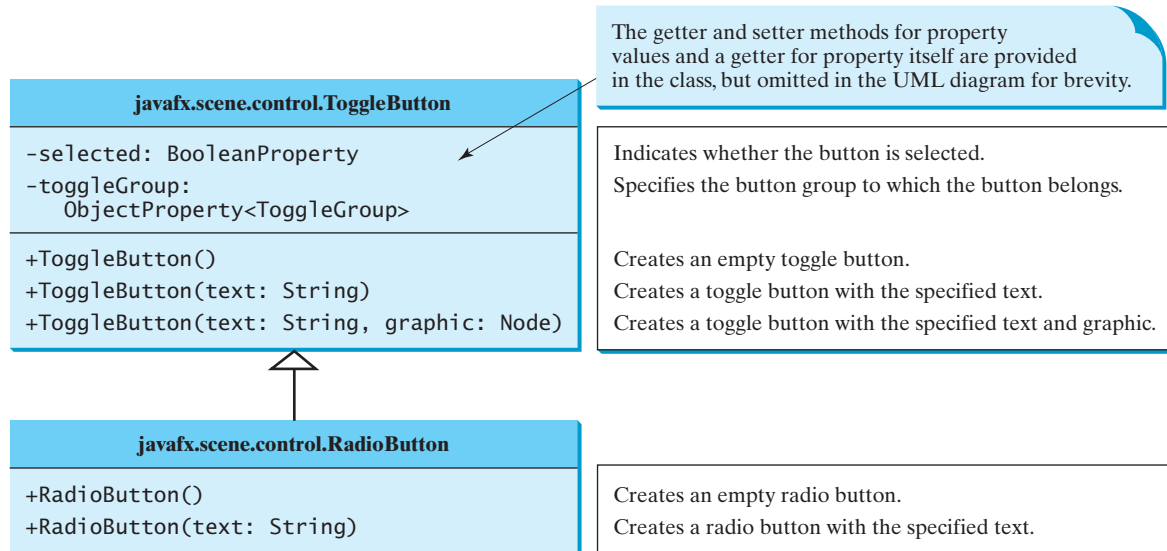 The getter and setter methods for property
values and a getter for property itself are provided
in the class, but omitted in the UML diagram for brevity.
javafx.scene.control.ToggleButton
-selected: BooleanProperty
Indicates whether the button is selected.
-toggleGroup:
Specifies the button group to which the button belongs.
ObjectProperty<ToggleGroup>
+ToggleButton()
Creates an empty toggle button.
+ToggleButton(text: String)
Creates a toggle button with the specified text.
+ToggleButton(text: String, graphic: Node)
Creates a toggle button with the specified text and graphic.
javafx.scene.control.RadioButton
+RadioButton()
Creates an empty radio button.
+RadioButton(text: String)
Creates a radio button with the specified text.